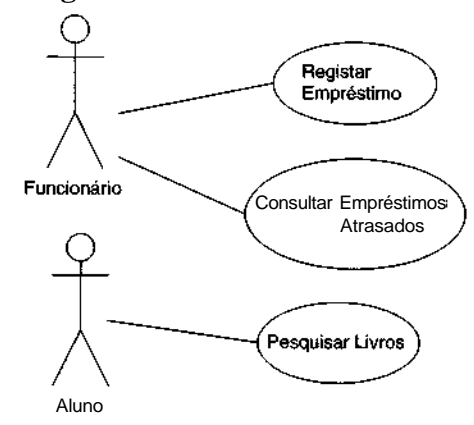 Registar
Empréstimo
Funcionário
Consultar Empréstimos
Atrasados
Pesquisar Livros
Aluno